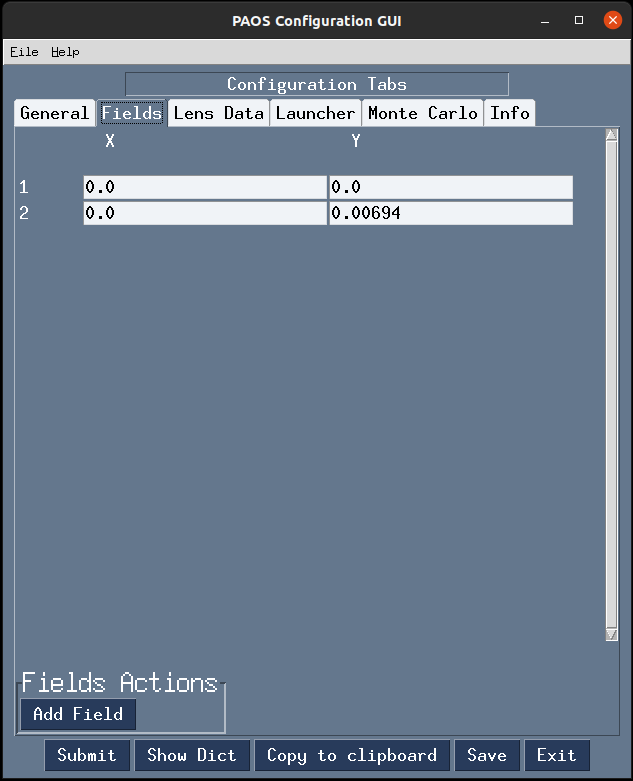 PAOS Configuration GUI
Eile Help
Configuration Tabs
General Fields Lens Data Launcher Monte Carlo Info
X Y
1 0.0 0.0
2 0.0 0.00694
Fields Actions
Add Field
Submit Show Dict Copy to clipboard Save Exit